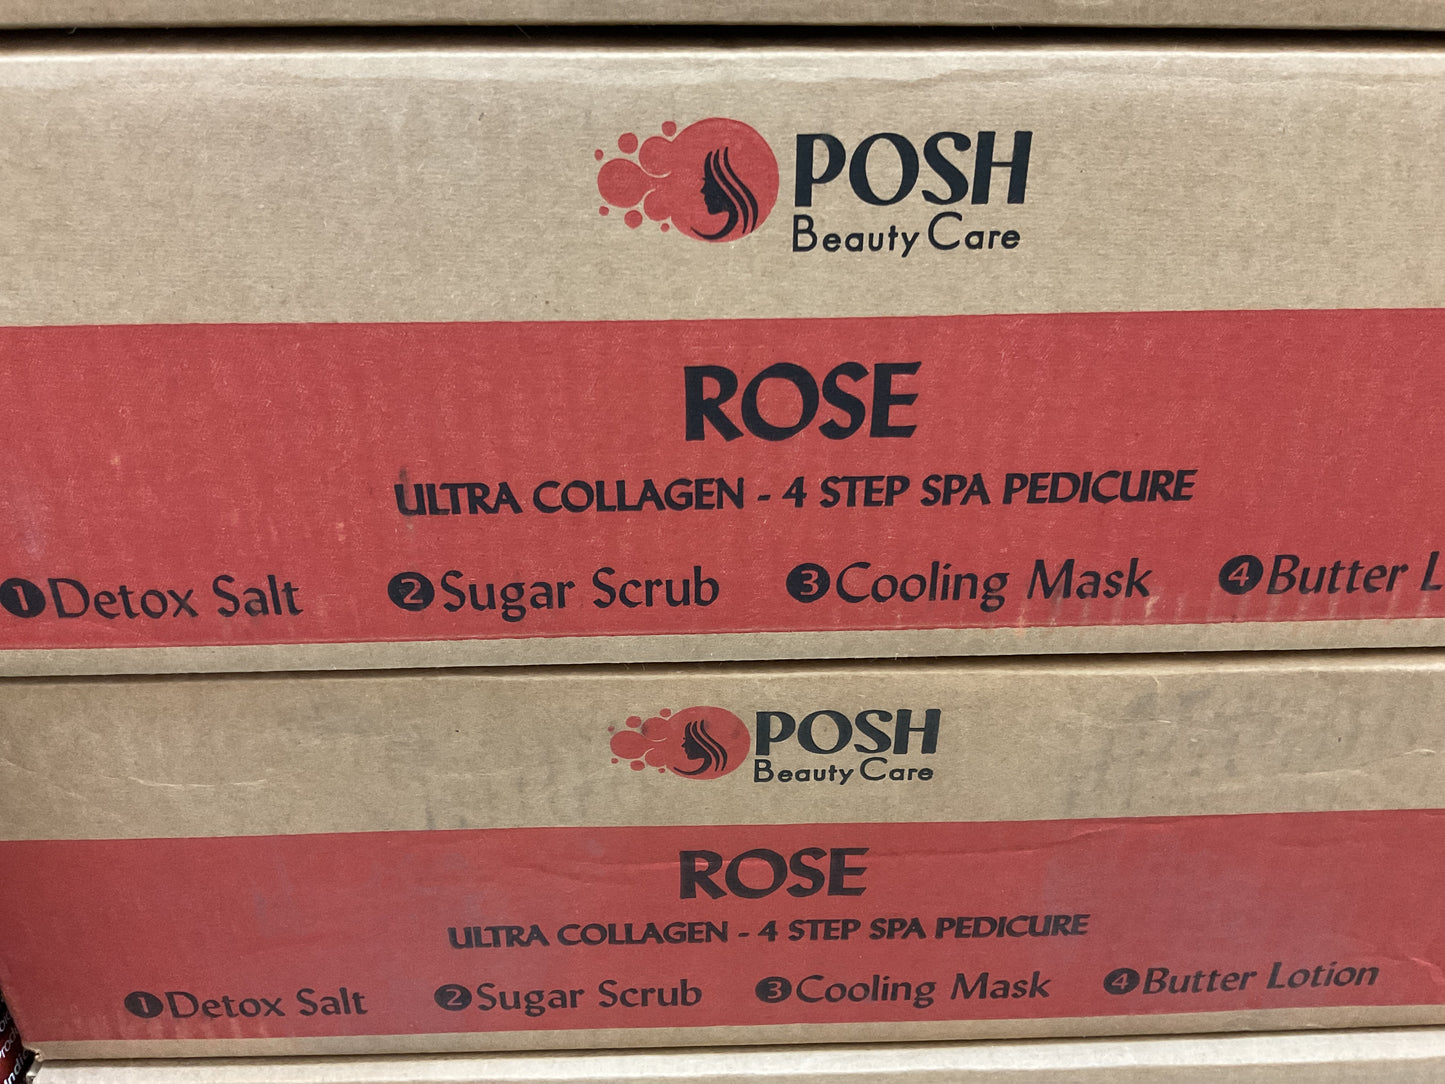 POSH
Beauty Care
ROSE
ULTRA COLLAGEN - 4 STEP SPA PEDICURE
1 Detox Salt 2 Sugar Scrub 3 Cooling Mask 4 Butter L
POSH
Beauty Care
ROSE
ULTRA COLLAGEN - 4 STEP SPA PEDICURE
1 Detox Salt 2 Sugar Scrub 3 Cooling Mask 4 Butter Lotion